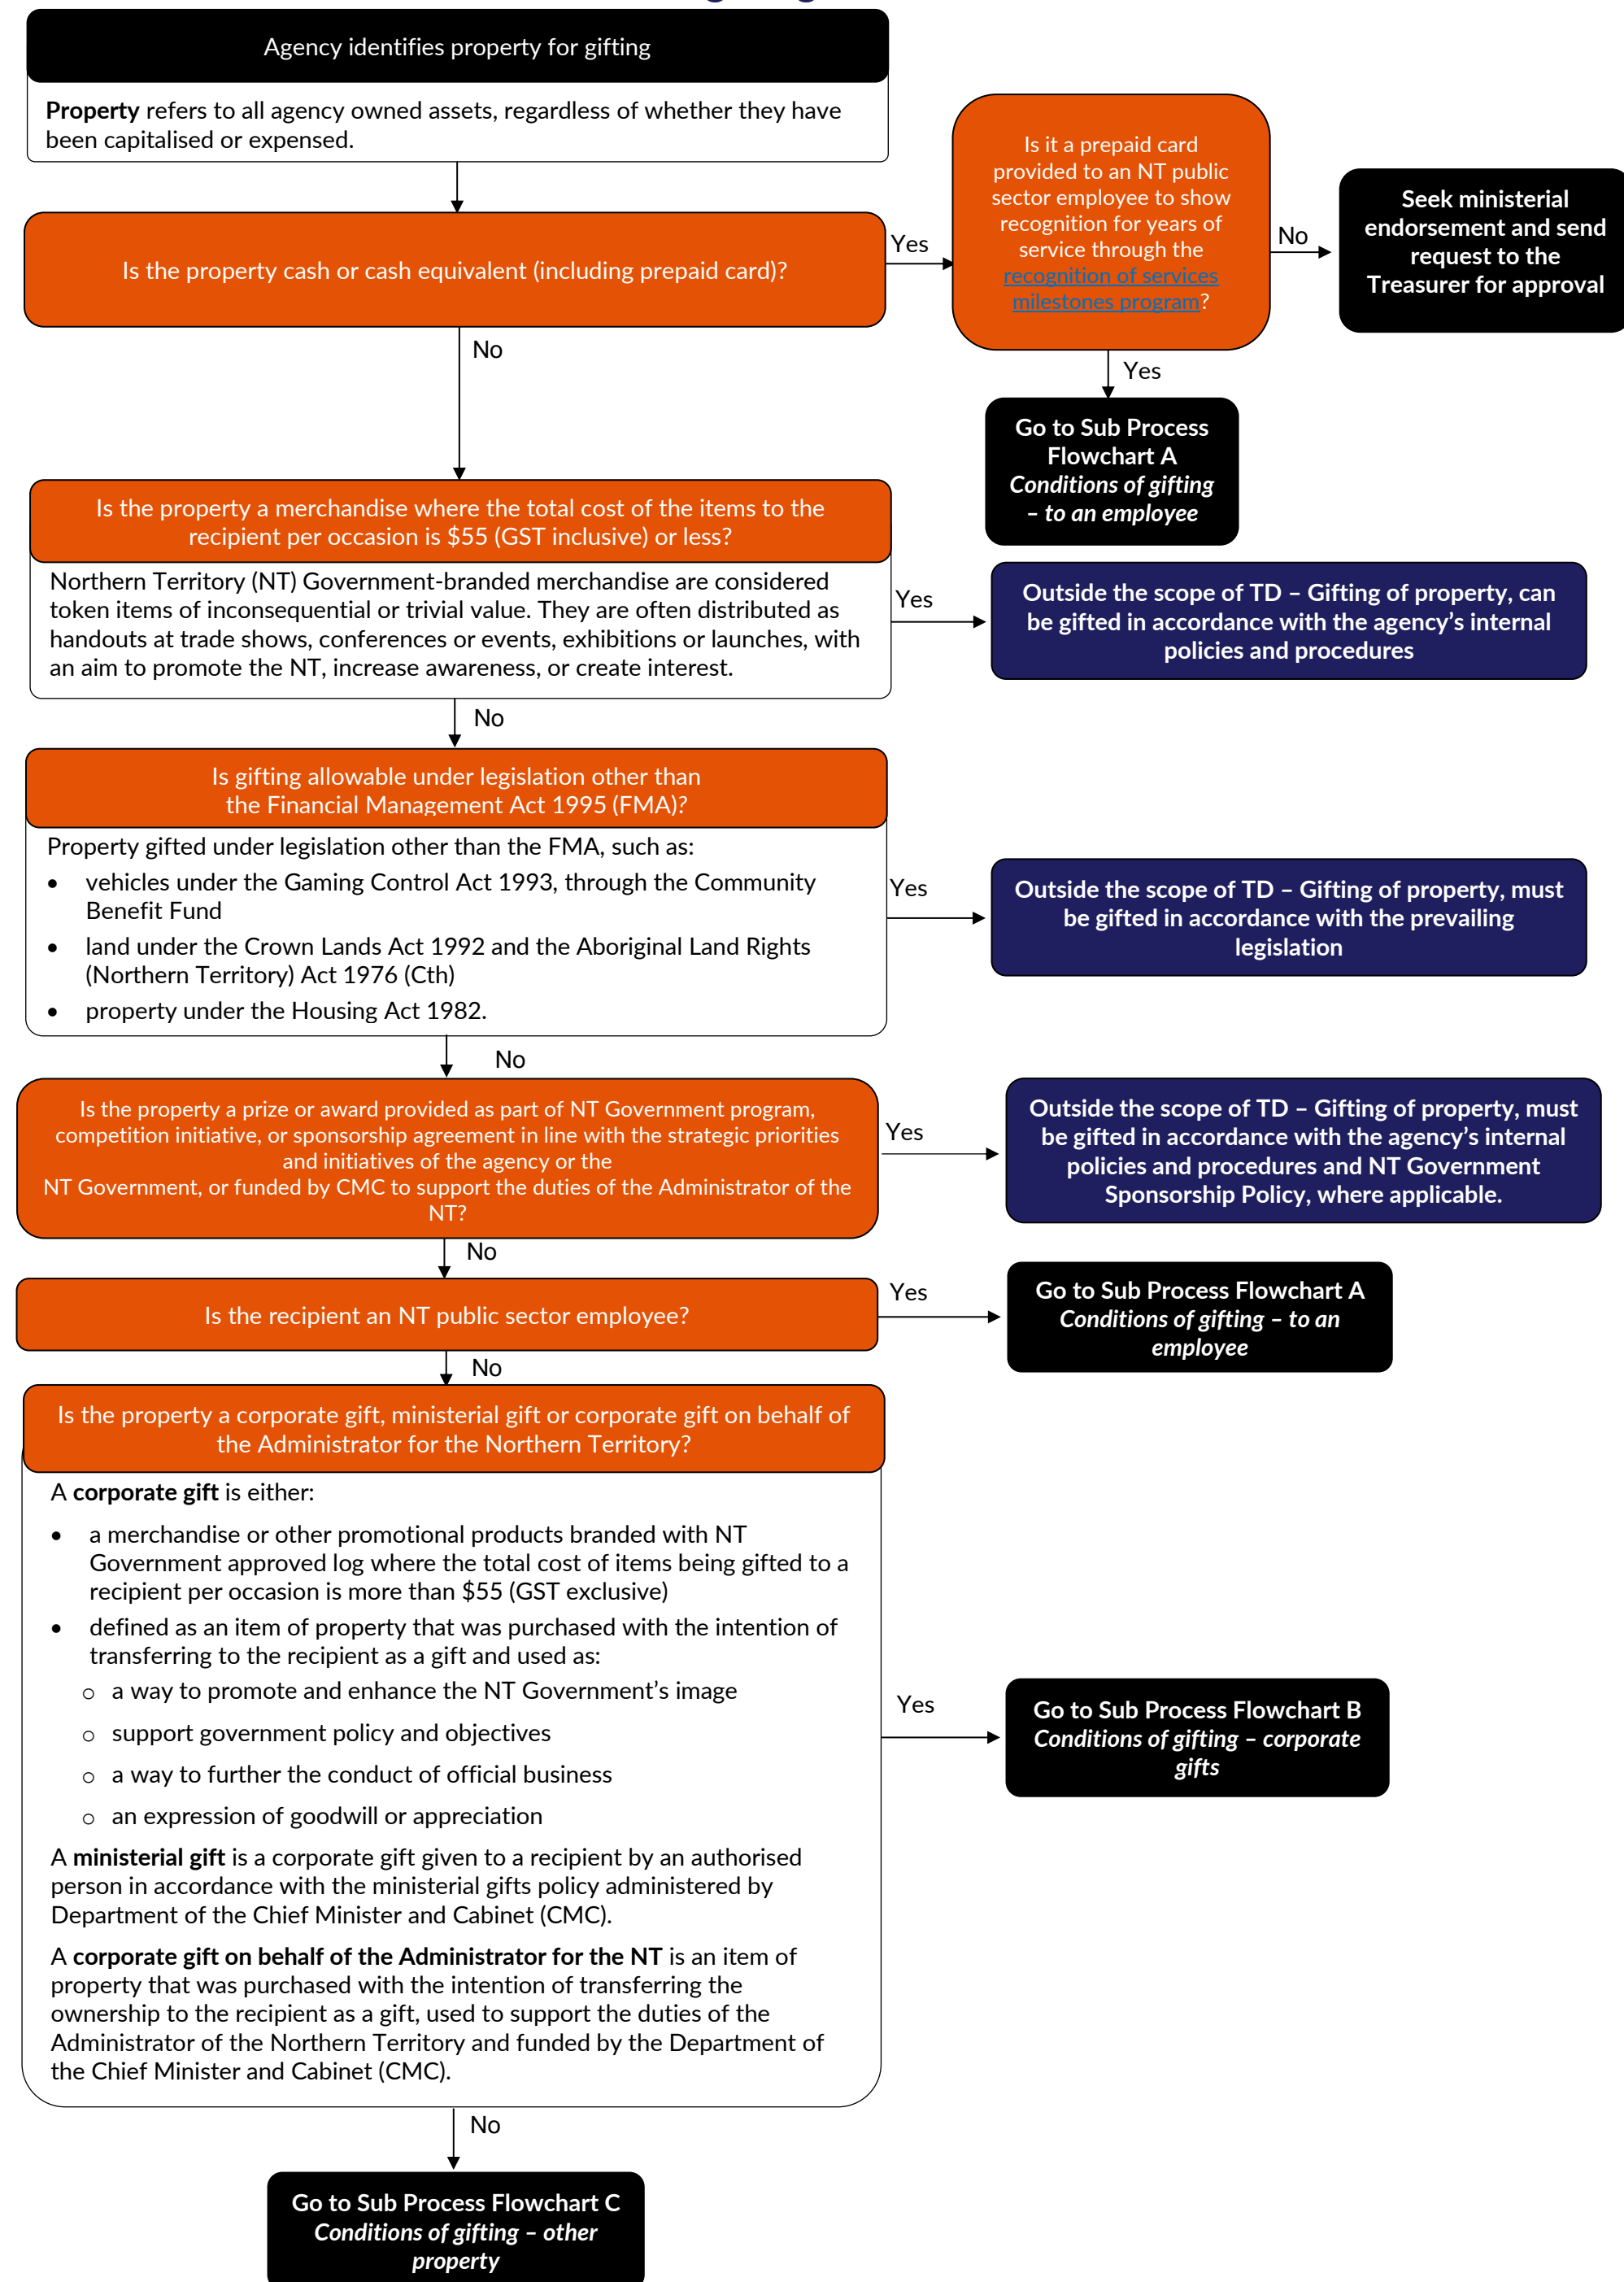 Agency identifies property for gifting
Property refers to all agency owned assets, regardless of whether they have
been capitalised or expensed.
Is the property cash or cash equivalent (including prepaid card)?
Yes
Is it a prepaid card
provided to an NT public
sector employee to show
recognition for years of
service through the
recognition of services
milestones program?
No
Seek ministerial
endorsement and send
request to the
Treasurer for approval
Yes
Go to Sub Process
Flowchart A
Conditions of gifting
– to an employee
No
Is the property a merchandise where the total cost of the items to the
recipient per occasion is $55 (GST inclusive) or less?
Northern Territory (NT) Government-branded merchandise are considered
token items of inconsequential or trivial value. They are often distributed as
handouts at trade shows, conferences or events, exhibitions or launches, with
an aim to promote the NT, increase awareness, or create interest.
Yes
Outside the scope of TD – Gifting of property, can
be gifted in accordance with the agency’s internal
policies and procedures
No
Is gifting allowable under legislation other than
the Financial Management Act 1995 (FMA)?
Property gifted under legislation other than the FMA, such as:
• vehicles under the Gaming Control Act 1993, through the Community
Benefit Fund
• land under the Crown Lands Act 1992 and the Aboriginal Land Rights
(Northern Territory) Act 1976 (Cth)
• property under the Housing Act 1982.
Yes
Outside the scope of TD – Gifting of property, must
be gifted in accordance with the prevailing
legislation
No
Is the property a prize or award provided as part of NT Government program,
competition initiative, or sponsorship agreement in line with the strategic priorities
and initiatives of the agency or the
NT Government, or funded by CMC to support the duties of the Administrator of the
NT?
Yes
Outside the scope of TD – Gifting of property, must
be gifted in accordance with the agency’s internal
policies and procedures and NT Government
Sponsorship Policy, where applicable.
No
Is the recipient an NT public sector employee?
Yes
Go to Sub Process Flowchart A
Conditions of gifting – to an
employee
No
Is the property a corporate gift, ministerial gift or corporate gift on behalf of
the Administrator for the Northern Territory?
A corporate gift is either:
• a merchandise or other promotional products branded with NT
Government approved log where the total cost of items being gifted to a
recipient per occasion is more than $55 (GST exclusive)
• defined as an item of property that was purchased with the intention of
transferring to the recipient as a gift and used as:
○ a way to promote and enhance the NT Government’s image
○ support government policy and objectives
○ a way to further the conduct of official business
○ an expression of goodwill or appreciation
A ministerial gift is a corporate gift given to a recipient by an authorised
person in accordance with the ministerial gifts policy administered by
Department of the Chief Minister and Cabinet (CMC).
A corporate gift on behalf of the Administrator for the NT is an item of
property that was purchased with the intention of transferring the
ownership to the recipient as a gift, used to support the duties of the
Administrator of the Northern Territory and funded by the Department of
the Chief Minister and Cabinet (CMC).
Yes
Go to Sub Process Flowchart B
Conditions of gifting – corporate
gifts
No
Go to Sub Process Flowchart C
Conditions of gifting – other
property